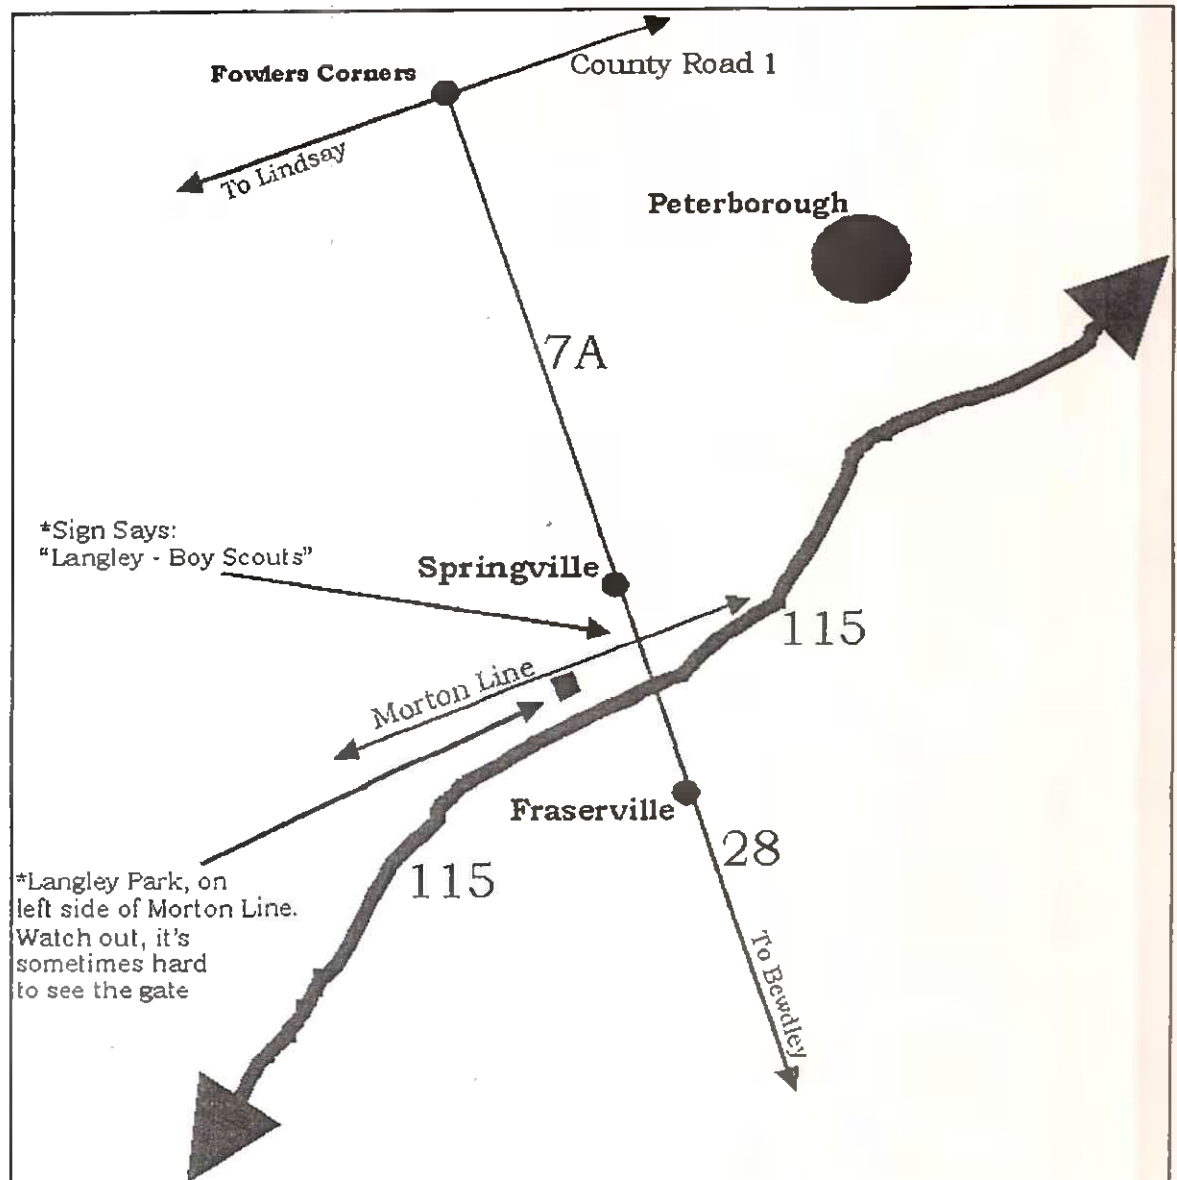 Fowlers Corners
County Road 1
To Lindsay
Peterborough
7A
*Sign Says:
"Langley - Boy Scouts"
Springville
115
Morton Line
Fraserville
28
115
*Langley Park, on
left side of Morton Line.
Watch out, it's
sometimes hard
to see the gate
To Bewdley